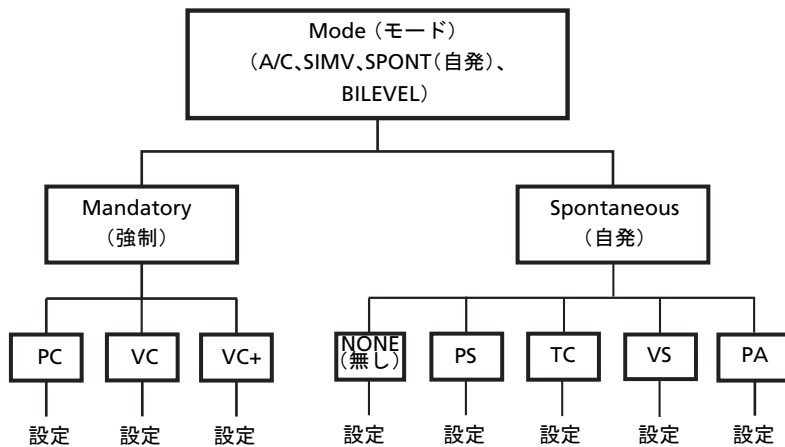 Mode（モード）
（A/C、SIMV、SPONT（自発）、
BILEVEL）
Mandatory
（強制）
Spontaneous
（自発）
PC
VC
VC+
NONE
（無し）
PS
TC
VS
PA
設定
設定
設定
設定
設定
設定
設定
設定